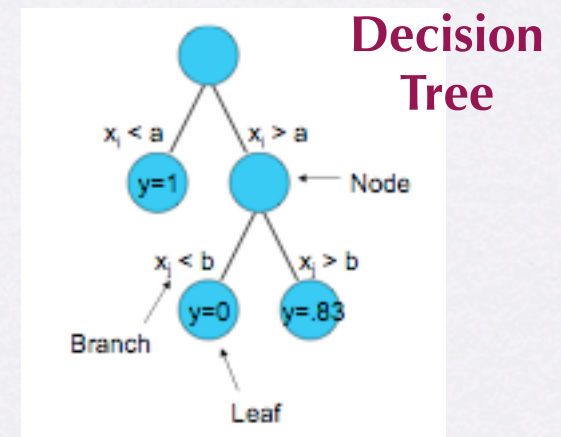 Decision
Tree
xᵢ < a
xᵢ > a
y=1
Node
xⱼ < b
xⱼ > b
y=0
y=.83
Branch
Leaf